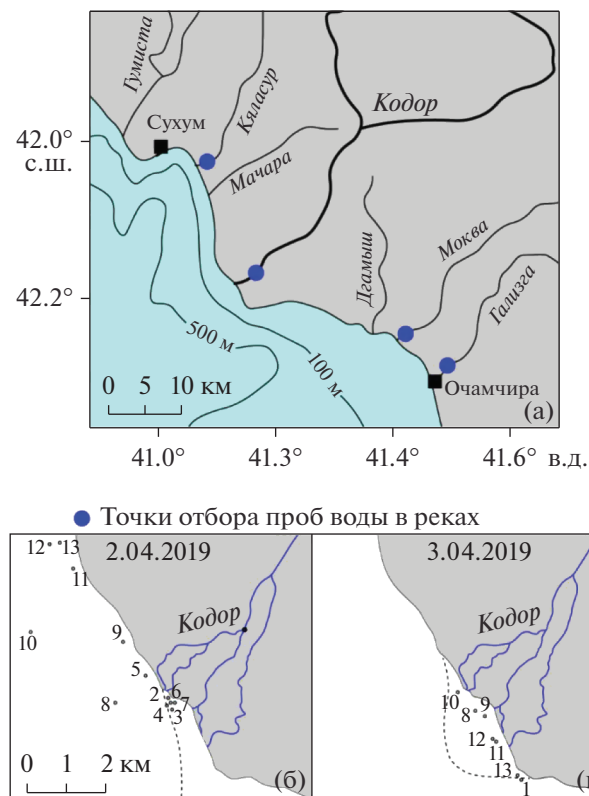 Гумиста
Сухум
Кяласур
Кодор
42.0°
с.ш.
Мачара
Дгамыш
Моква
Гализга
42.2°
500 м
100 м
0 5 10 км
Очамчира
(а)
41.0° 41.3° 41.4° 41.6° в.д.
Точки отбора проб воды в реках
12 13
2.04.2019
11
Кодор
10
9
5
2 6
8 7
4 3
0 1 2 км
(б)
3.04.2019
Кодор
10
8 9
12 11
13
1